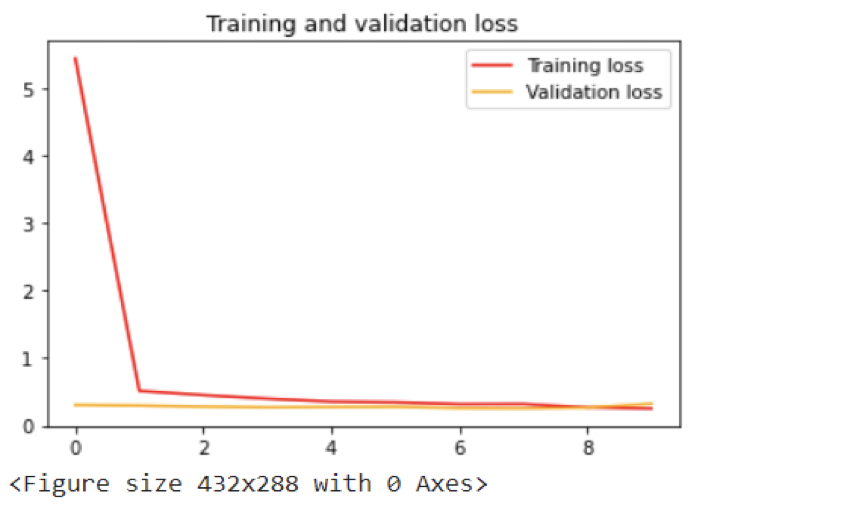 Training and validation loss
Training loss
Validation loss
5
4
3
2
1
0
0 2 4 6 8
<Figure size 432x288 with 0 Axes>